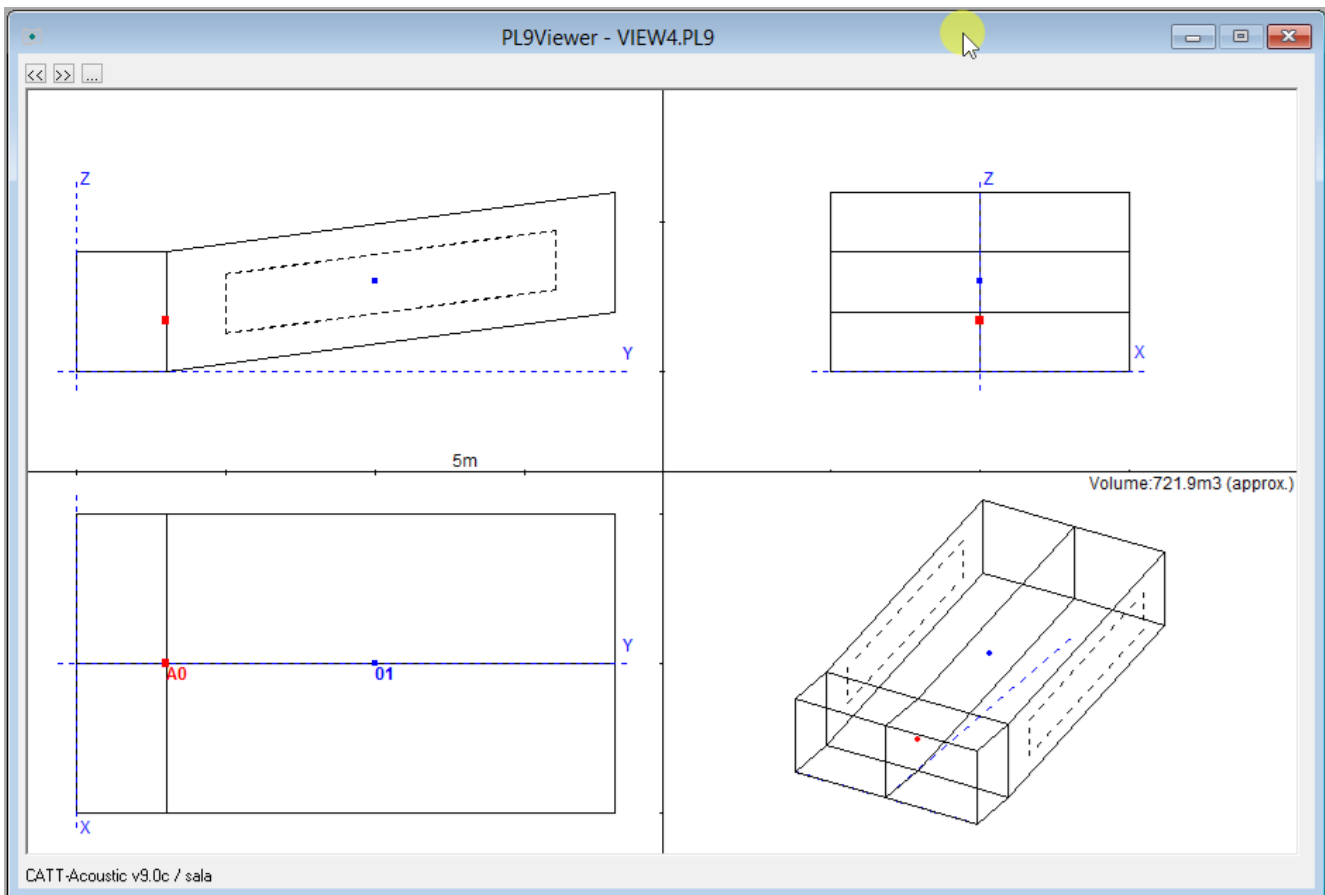 PL9Viewer - VIEW4.PL9
<< >> ...
Z
Y
Z
X
5m
Y
A0
01
X
Volume:721.9m3 (approx.)
CATT-Acoustic v9.0c / sala